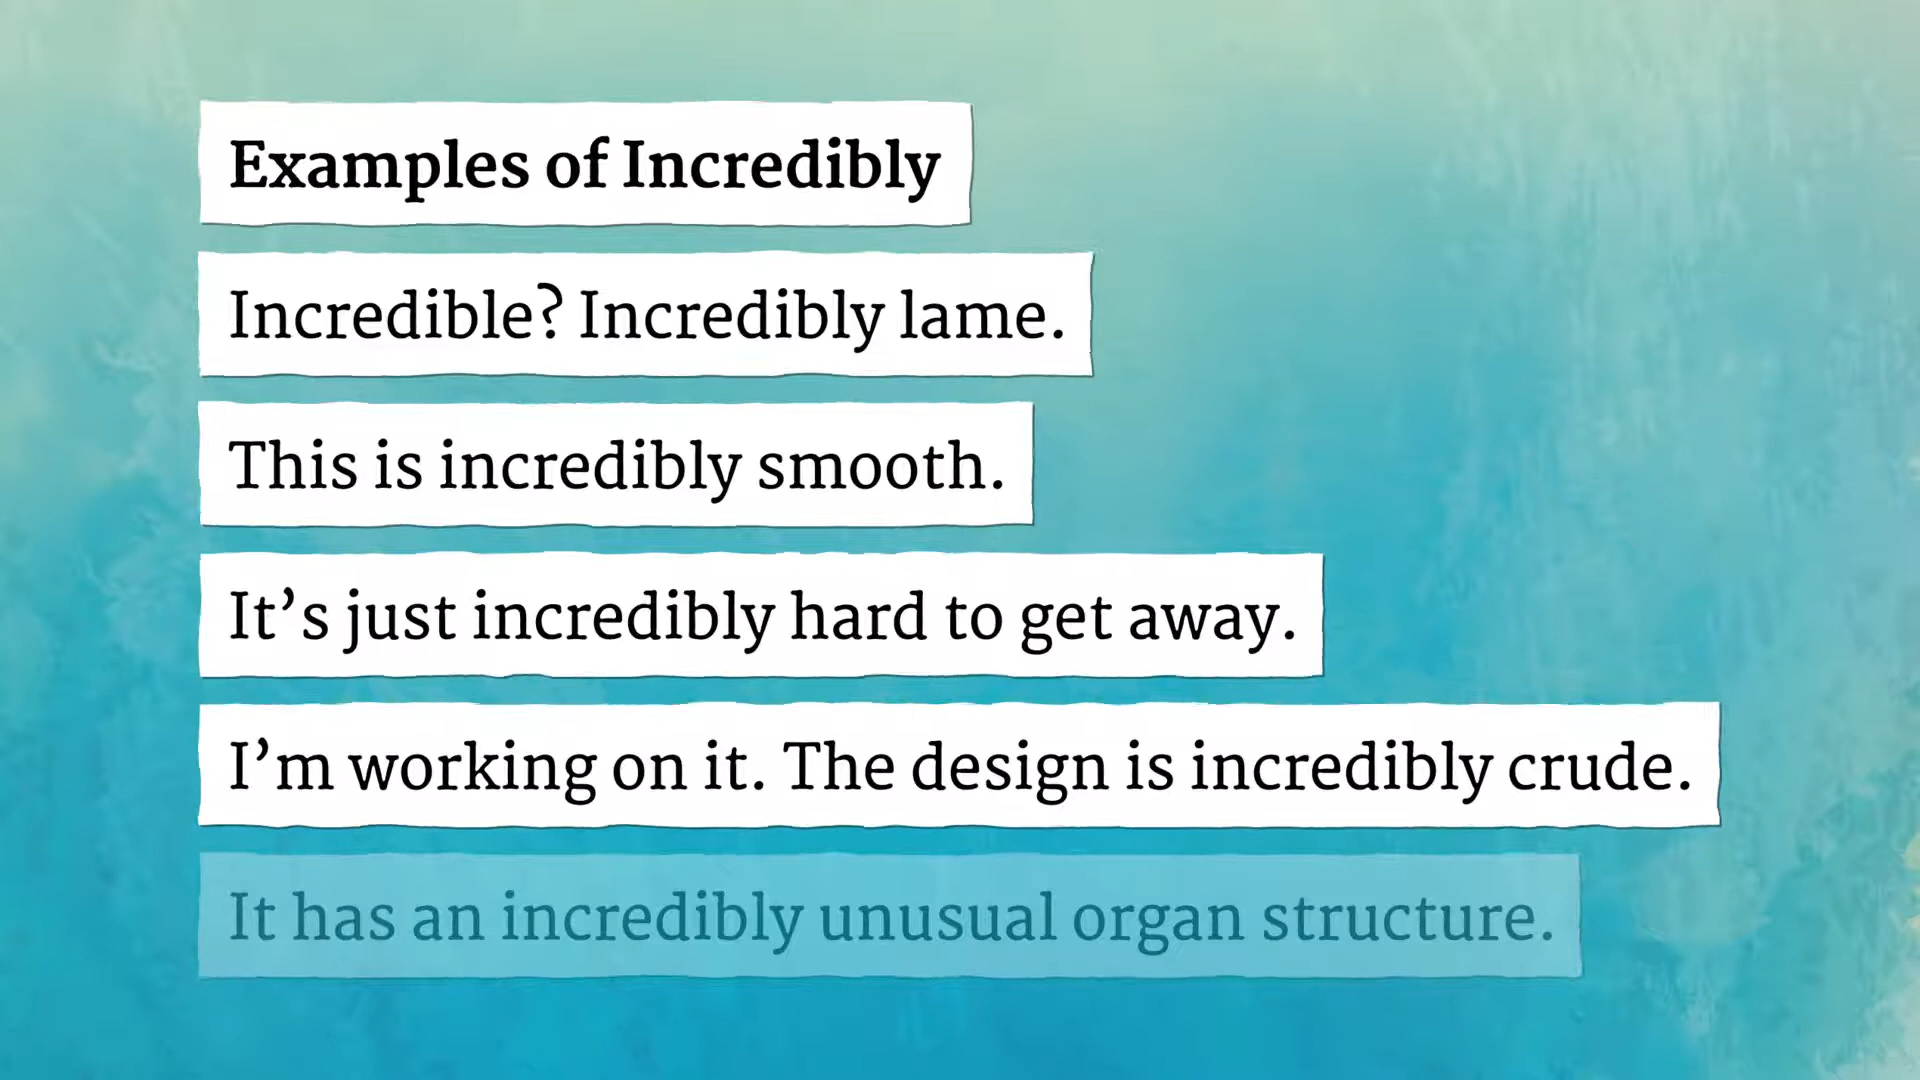 Examples of Incredibly
Incredible? Incredibly lame.
This is incredibly smooth.
It’s just incredibly hard to get away.
I’m working on it. The design is incredibly crude.
It has an incredibly unusual organ structure.